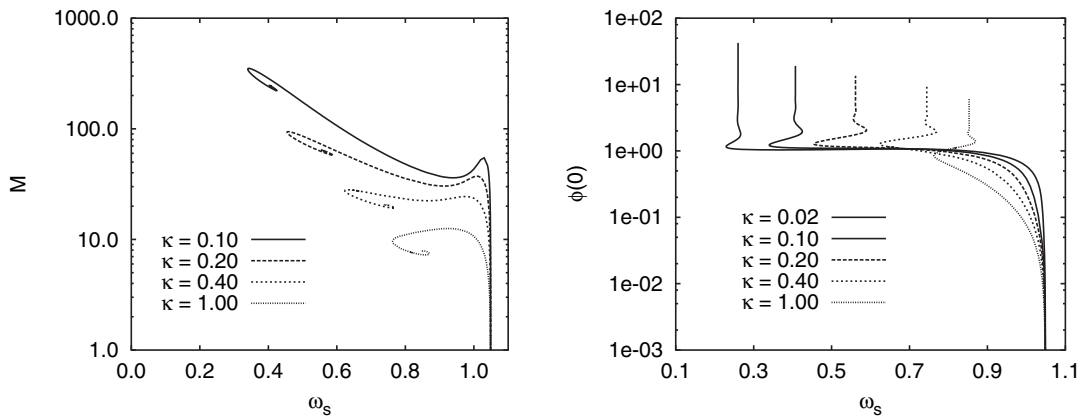 1000.0
100.0
10.0
1.0
M
κ = 0.10
κ = 0.20
κ = 0.40
κ = 1.00
0.0 0.2 0.4 0.6 0.8 1.0
ωs
1e+02
1e+01
1e+00
1e-01
1e-02
1e-03
ϕ(0)
κ = 0.02
κ = 0.10
κ = 0.20
κ = 0.40
κ = 1.00
0.1 0.3 0.5 0.7 0.9 1.1
ωs